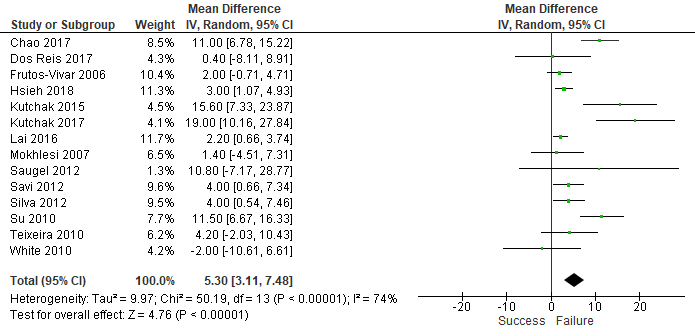 Mean Difference Mean Difference
Study or Subgroup Weight IV, Random, 95% CI IV, Random, 95% CI
Chao 2017 8.5% 11.00 [6.78, 15.22]
Dos Reis 2017 4.3% 0.40 [-8.11, 8.91]
Frutos-Vivar 2006 10.4% 2.00 [-0.71, 4.71]
Hsieh 2018 11.3% 3.00 [1.07, 4.93]
Kutchak 2015 4.5% 15.60 [7.33, 23.87]
Kutchak 2017 4.1% 19.00 [10.16, 27.84]
Lai 2016 11.7% 2.20 [0.66, 3.74]
Mokhlesi 2007 6.5% 1.40 [-4.51, 7.31]
Saugel 2012 1.3% 10.80 [-7.17, 28.77]
Savi 2012 9.6% 4.00 [0.66, 7.34]
Silva 2012 9.5% 4.00 [0.54, 7.46]
Su 2010 7.7% 11.50 [6.67, 16.33]
Teixeira 2010 6.2% 4.20 [-2.03, 10.43]
White 2010 4.2% -2.00 [-10.61, 6.61]
Total (95% CI) 100.0% 5.30 [3.11, 7.48]
Heterogeneity: Tau² = 9.97; Chi² = 50.19, df = 13 (P < 0.00001); I² = 74%
Test for overall effect: Z = 4.76 (P < 0.00001)
-20 -10 0 10 20
Success Failure